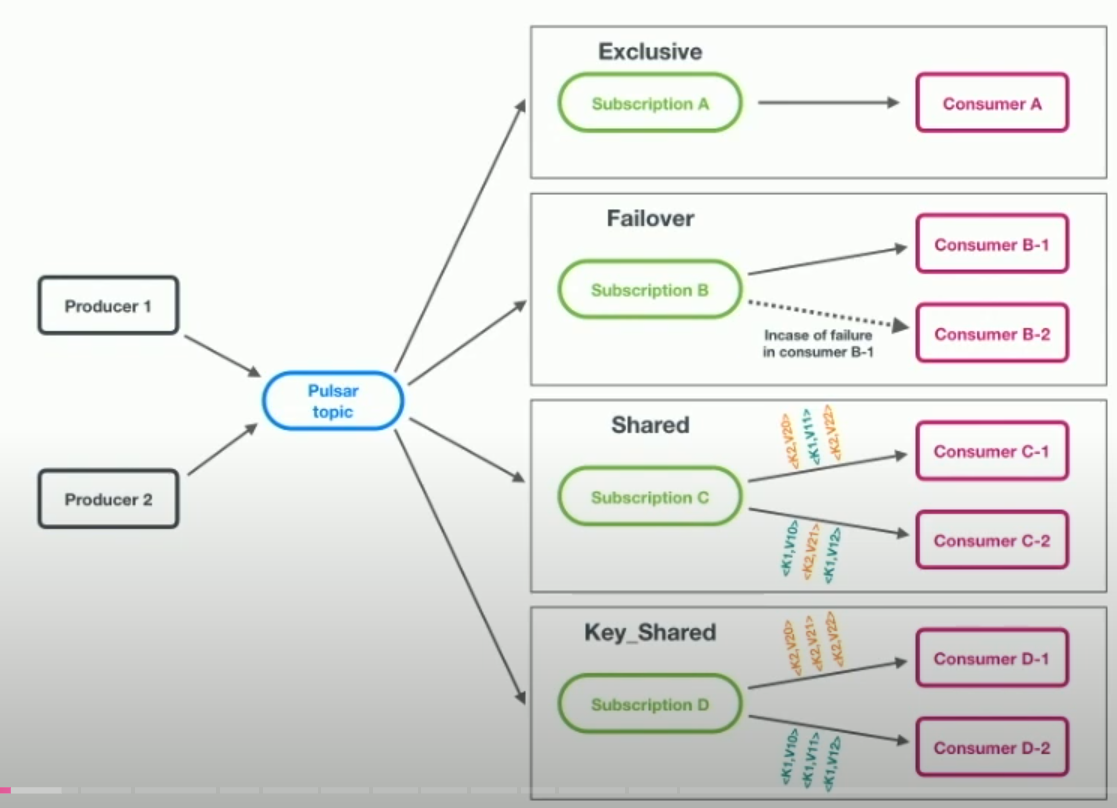 Exclusive
Subscription A
Consumer A
Failover
Subscription B
Consumer B-1
Incase of failure
in consumer B-1
Consumer B-2
Producer 1
Pulsar
topic
Producer 2
Shared
Subscription C
<K2,V20>
<K1,V11>
<K2,V22>
Consumer C-1
<K1,V10>
<K2,V21>
<K1,V12>
Consumer C-2
Key_Shared
Subscription D
<K2,V20>
<K2,V21>
<K2,V22>
Consumer D-1
<K1,V10>
<K1,V11>
<K1,V12>
Consumer D-2